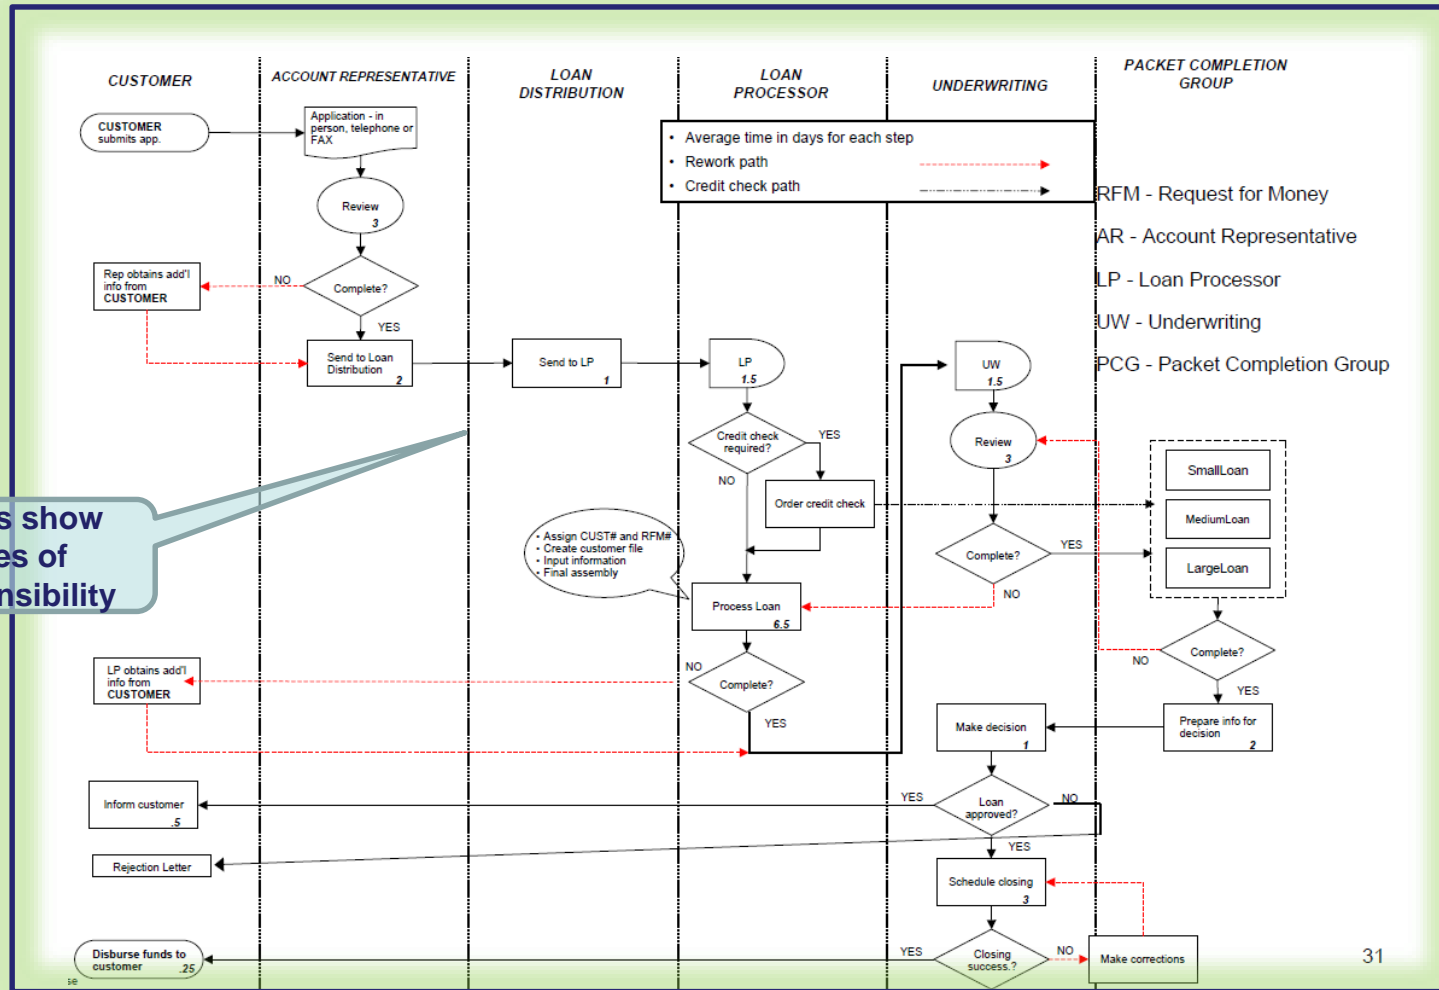 CUSTOMER
ACCOUNT REPRESENTATIVE
LOAN
DISTRIBUTION
LOAN
PROCESSOR
UNDERWRITING
PACKET COMPLETION
GROUP
CUSTOMER
submits app.
Application - in
person, telephone or
FAX
• Average time in days for each step
• Rework path
• Credit check path
RFM - Request for Money
AR - Account Representative
LP - Loan Processor
UW - Underwriting
PCG - Packet Completion Group
Review
3
Rep obtains add'l
info from
CUSTOMER
NO
Complete?
YES
Send to Loan
Distribution
2
Send to LP
1
LP
1.5
UW
1.5
Credit check
required?
YES
NO
Order credit check
Review
3
SmallLoan
MediumLoan
LargeLoan
s show
es of
nsibility
• Assign CUST# and RFM#
• Create customer file
• Input information
• Final assembly
Complete?
YES
NO
Process Loan
6.5
Complete?
NO
YES
LP obtains add'l
info from
CUSTOMER
NO
Complete?
YES
Make decision
1
Prepare info for
decision
2
Inform customer
.5
YES
Loan
approved?
NO
YES
Rejection Letter
Schedule closing
3
Disburse funds to
customer
.25
YES
Closing
success.?
NO
Make corrections
31
se